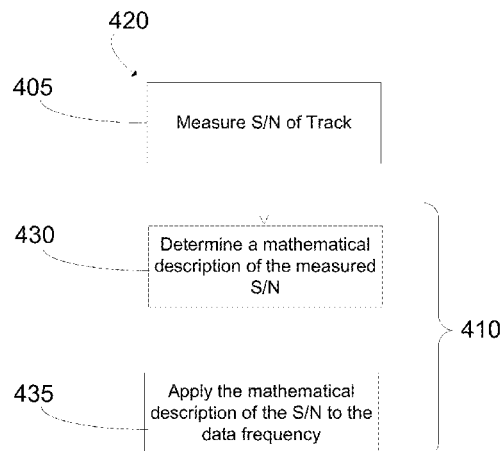 420
405
Measure S/N of Track
430
Determine a mathematical
description of the measured
S/N
410
435
Apply the mathematical
description of the S/N to the
data frequency